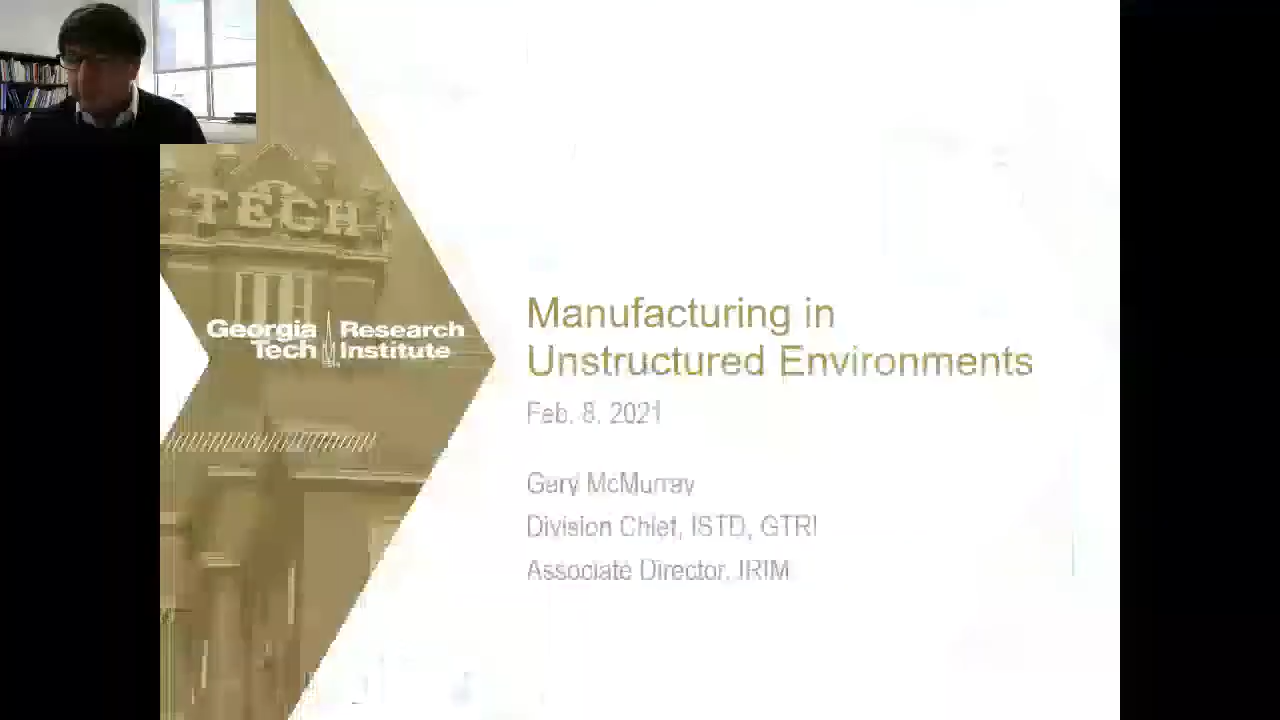 TECH
Georgia Tech
Research Institute
Manufacturing in
Unstructured Environments
Feb. 8, 2021
Gary McMurray
Division Chief, ISTD, GTRI
Associate Director, IRIM